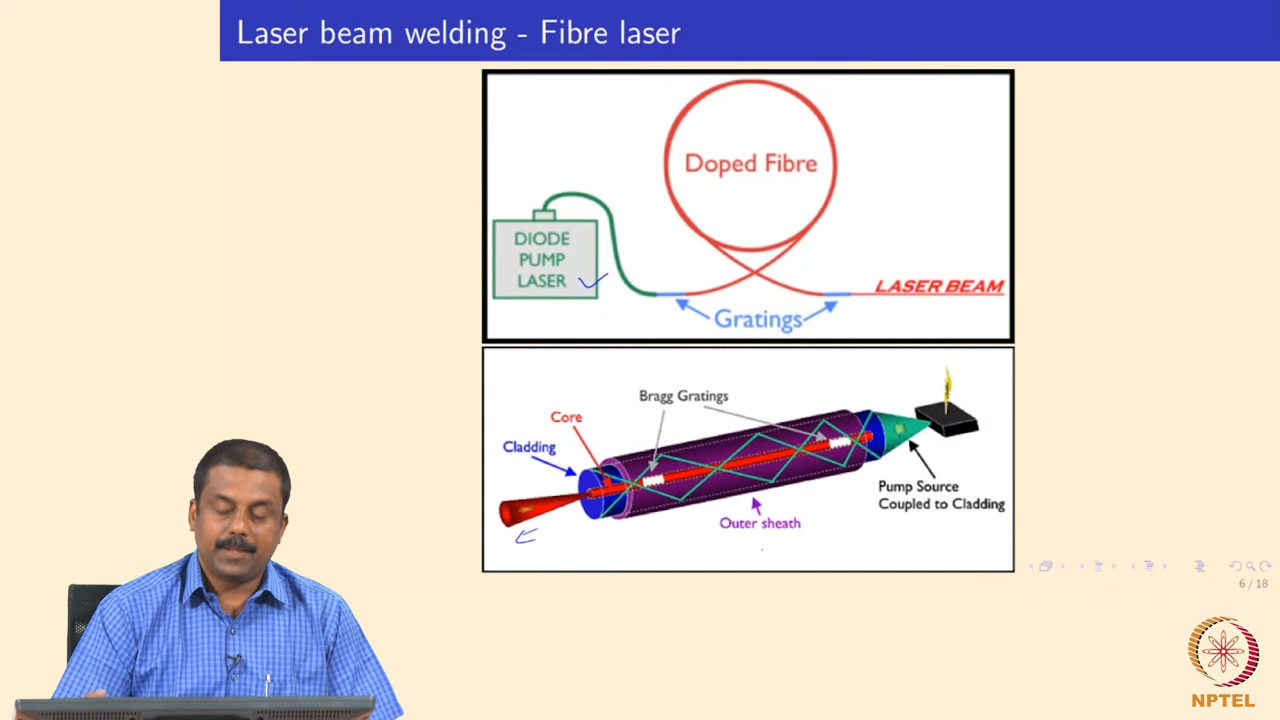 Laser beam welding - Fibre laser
Doped Fibre
DIODE
PUMP
LASER
LASER BEAM
Gratings
Bragg Gratings
Core
Cladding
Pump Source
Coupled to Cladding
Outer sheath
6 / 18
NPTEL